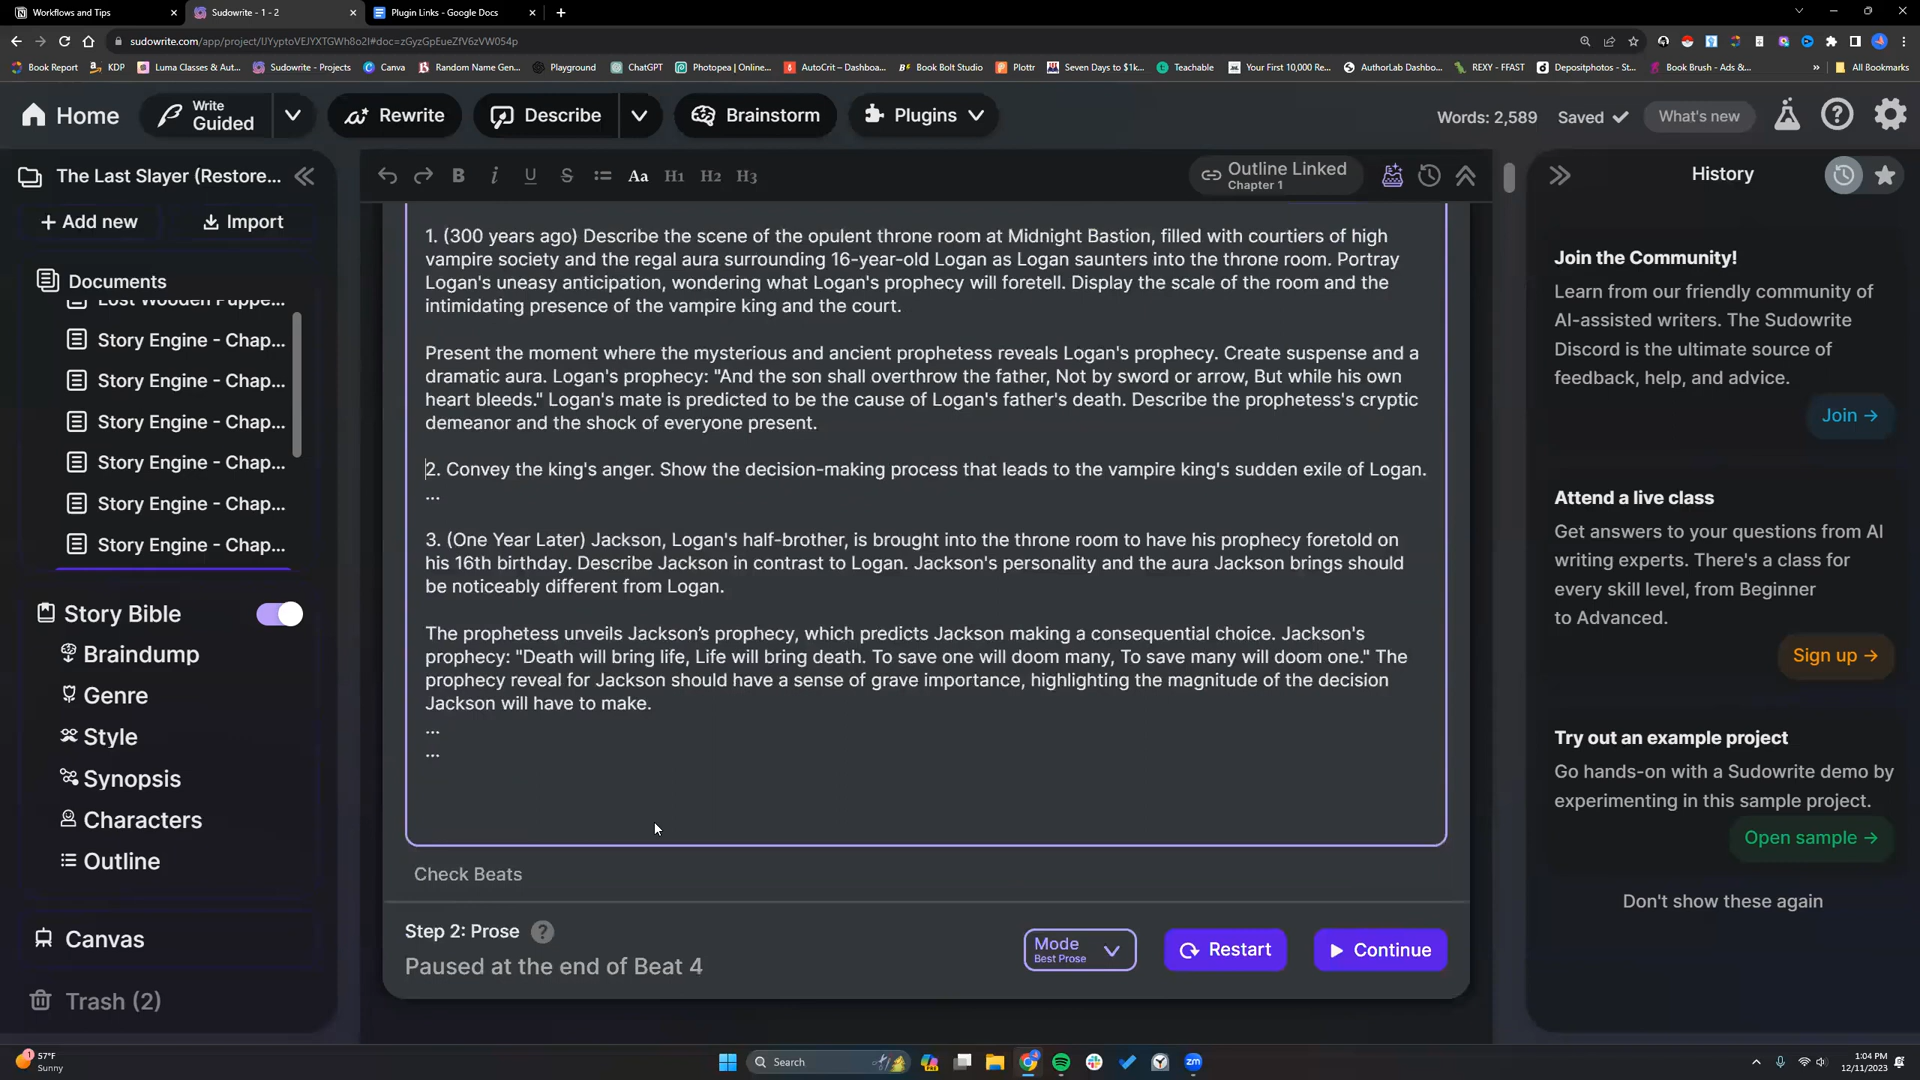 Workflows and Tips
Sudowrite - 1 - 2
Plugin Links - Google Docs
sudowrite.com/app/project/IJYyptoVEJYXTGWh8o2I#doc=zGyzGpEueZfV6zVW054p
Book Report
KDP
Luma Classes & Aut...
Sudowrite - Projects
Canva
Random Name Gen...
Playground
ChatGPT
Photopea | Online...
AutoCrit – Dashboa...
Book Bolt Studio
Plottr
Seven Days to $1k...
Teachable
Your First 10,000 Re...
AuthorLab Dashbo...
REXY - FFAST
Depositphotos - St...
Book Brush - Ads &...
»
All Bookmarks
Home
Write
Guided
Rewrite
Describe
Brainstorm
Plugins
Words: 2,589
Saved
What's new
The Last Slayer (Restore...
+ Add new
Import
Documents
Lost Wooden Puppe...
Story Engine - Chap...
Story Engine - Chap...
Story Engine - Chap...
Story Engine - Chap...
Story Engine - Chap...
Story Engine - Chap...
Story Bible
Braindump
Genre
Style
Synopsis
Characters
Outline
Canvas
Trash (2)
B
i
U
S
Aa
H1
H2
H3
Outline Linked
Chapter 1
1. (300 years ago) Describe the scene of the opulent throne room at Midnight Bastion, filled with courtiers of high
vampire society and the regal aura surrounding 16-year-old Logan as Logan saunters into the throne room. Portray
Logan's uneasy anticipation, wondering what Logan's prophecy will foretell. Display the scale of the room and the
intimidating presence of the vampire king and the court.
Present the moment where the mysterious and ancient prophetess reveals Logan's prophecy. Create suspense and a
dramatic aura. Logan's prophecy: "And the son shall overthrow the father, Not by sword or arrow, But while his own
heart bleeds." Logan's mate is predicted to be the cause of Logan's father's death. Describe the prophetess's cryptic
demeanor and the shock of everyone present.
2. Convey the king's anger. Show the decision-making process that leads to the vampire king's sudden exile of Logan.
...
3. (One Year Later) Jackson, Logan's half-brother, is brought into the throne room to have his prophecy foretold on
his 16th birthday. Describe Jackson in contrast to Logan. Jackson's personality and the aura Jackson brings should
be noticeably different from Logan.
The prophetess unveils Jackson’s prophecy, which predicts Jackson making a consequential choice. Jackson's
prophecy: "Death will bring life, Life will bring death. To save one will doom many, To save many will doom one." The
prophecy reveal for Jackson should have a sense of grave importance, highlighting the magnitude of the decision
Jackson will have to make.
...
...
Check Beats
Step 2: Prose
Paused at the end of Beat 4
Mode
Best Prose
Restart
Continue
History
Join the Community!
Learn from our friendly community of
AI-assisted writers. The Sudowrite
Discord is the ultimate source of
feedback, help, and advice.
Join →
Attend a live class
Get answers to your questions from AI
writing experts. There's a class for
every skill level, from Beginner
to Advanced.
Sign up →
Try out an example project
Go hands-on with a Sudowrite demo by
experimenting in this sample project.
Open sample →
Don't show these again
57°F
Sunny
Search
1:04 PM
12/11/2023